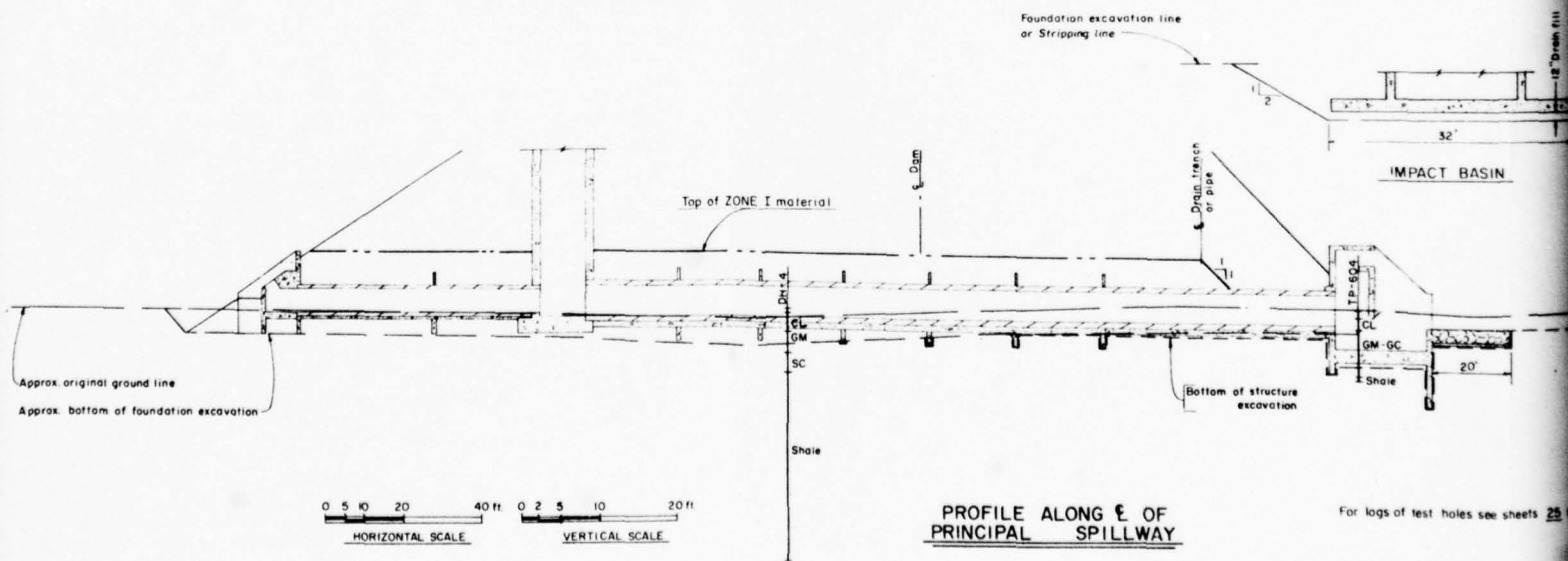 Foundation excavation line
or Stripping line
12" Drain fill
1
2
32'
IMPACT BASIN
℄ Dam
℄ Drain trench
or pipe
Top of ZONE I material
1
1
DH-4
TP-604
CL
GM
SC
Shale
CL
GM-GC
Shale
20'
Approx. original ground line
Approx. bottom of foundation excavation
Bottom of structure
excavation
0 5 10 20 40 ft.
HORIZONTAL SCALE
0 2 5 10 20 ft.
VERTICAL SCALE
PROFILE ALONG ℄ OF
PRINCIPAL SPILLWAY
For logs of test holes see sheets 25